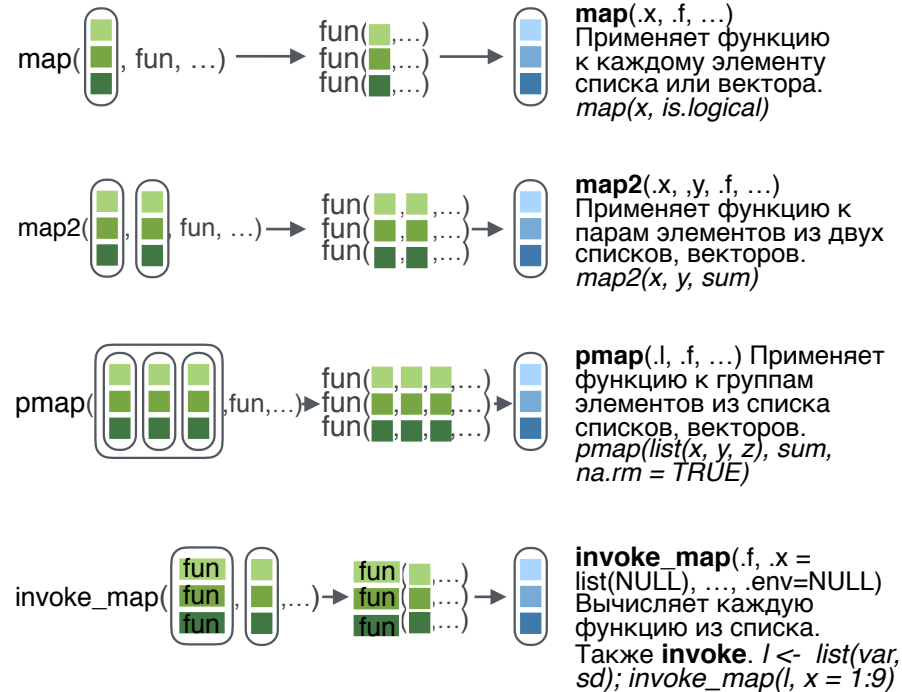 map( , fun, …)
fun( ,…)
fun( ,…)
fun( ,…)
map(.x, .f, …)
Применяет функцию
к каждому элементу
списка или вектора.
map(x, is.logical)
map2( , , fun, …)
fun( , ,…)
fun( , ,…)
fun( , ,…)
map2(.x, ,y, .f, …)
Применяет функцию к
парам элементов из двух
списков, векторов.
map2(x, y, sum)
pmap( ,fun,…)
fun( , , ,…)
fun( , , ,…)
fun( , , ,…)
pmap(.l, .f, …) Применяет
функцию к группам
элементов из списка
списков, векторов.
pmap(list(x, y, z), sum,
na.rm = TRUE)
invoke_map( , ,…)
fun
fun
fun
fun( ,…)
fun( ,…)
fun( ,…)
invoke_map(.f, .x =
list(NULL), …, .env=NULL)
Вычисляет каждую
функцию из списка.
Также invoke. l <- list(var,
sd); invoke_map(l, x = 1:9)